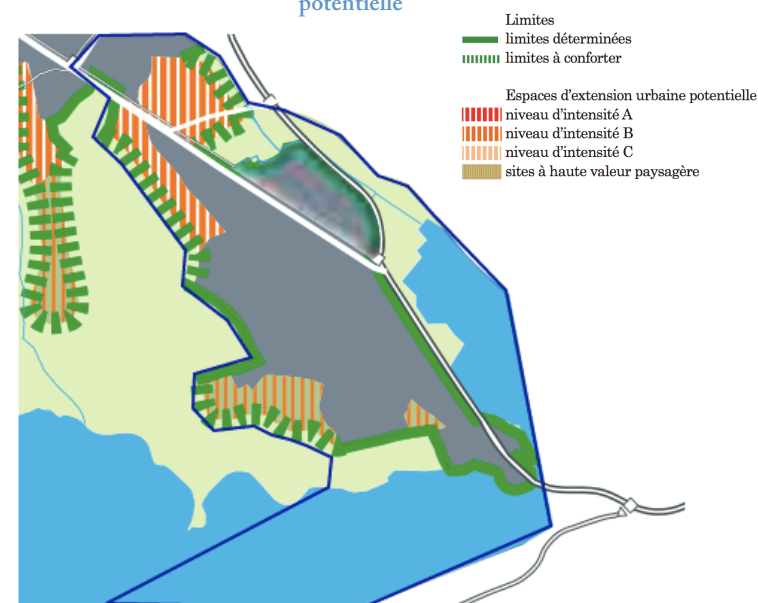 potentielle
Limites
limites déterminées
limites à conforter
Espaces d'extension urbaine potentielle
niveau d'intensité A
niveau d'intensité B
niveau d'intensité C
sites à haute valeur paysagère